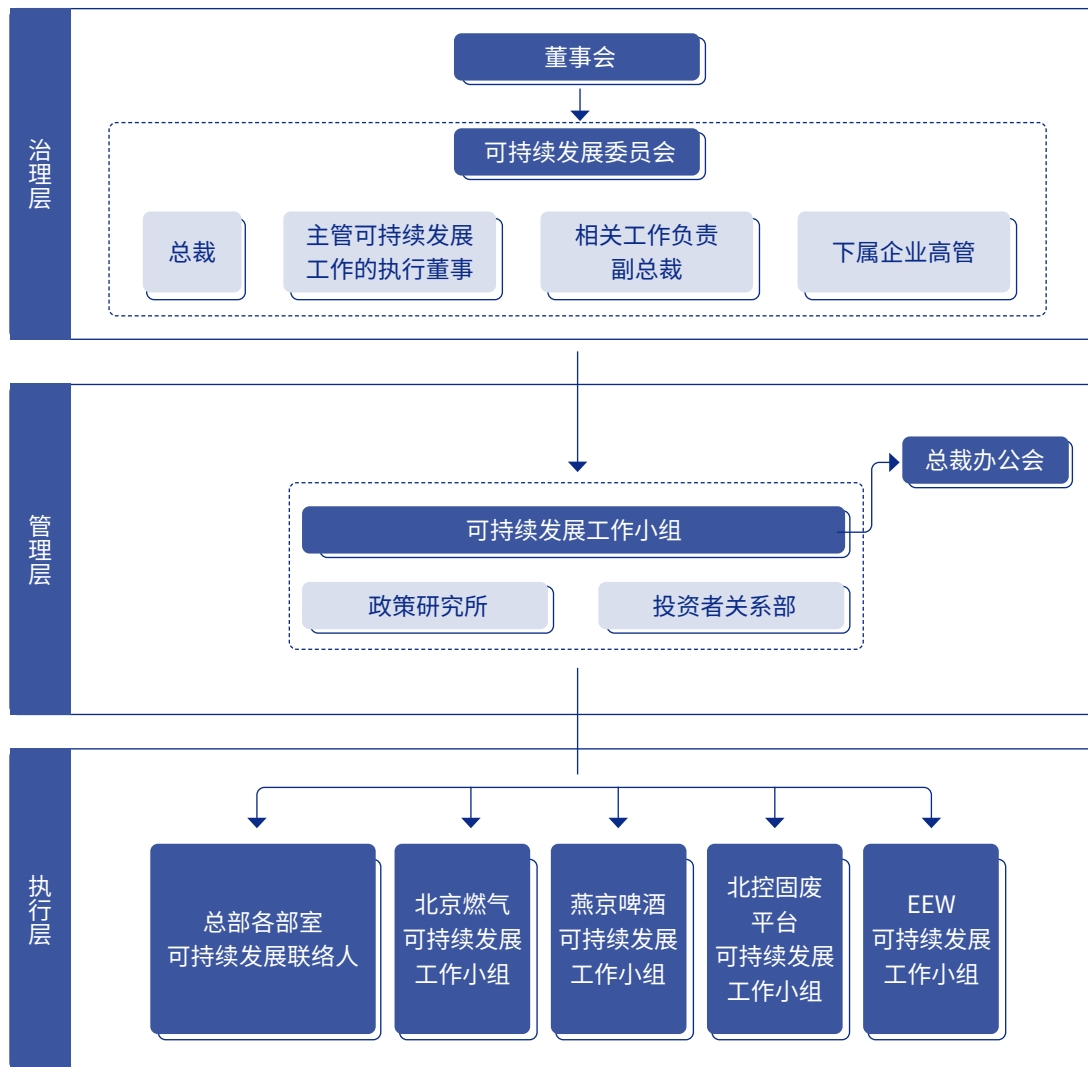 治理层
董事会
可持续发展委员会
总裁
主管可持续发展
工作的执行董事
相关工作负责
副总裁
下属企业高管
管理层
总裁办公会
可持续发展工作小组
政策研究所
投资者关系部
执行层
总部各部室
可持续发展联络人
北京燃气
可持续发展
工作小组
燕京啤酒
可持续发展
工作小组
北控固废
平台
可持续发展
工作小组
EEW
可持续发展
工作小组